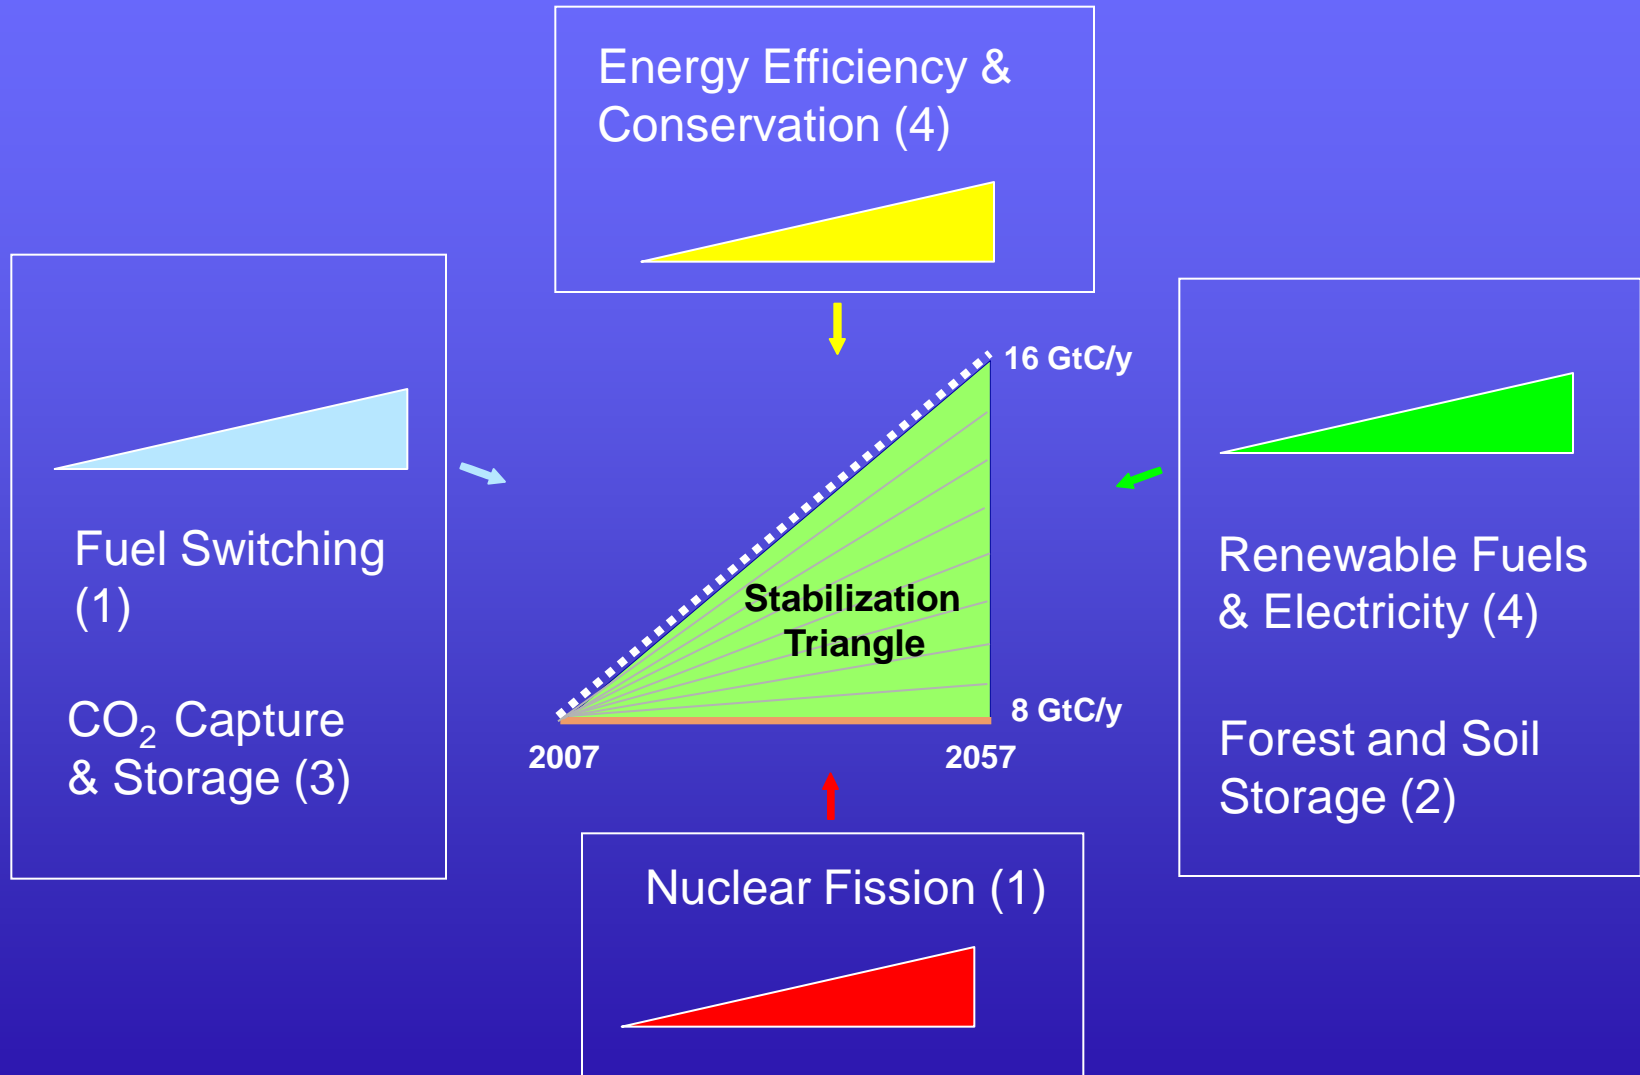 Energy Efficiency &
Conservation (4)
16 GtC/y
Fuel Switching
(1)
CO₂ Capture
& Storage (3)
Stabilization
Triangle
8 GtC/y
2007
2057
Renewable Fuels
& Electricity (4)
Forest and Soil
Storage (2)
Nuclear Fission (1)